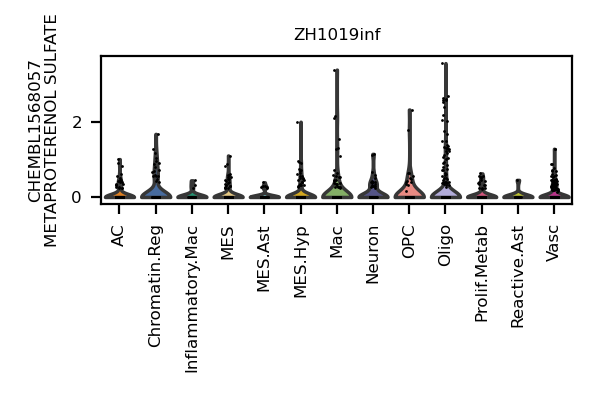 ZH1019inf
CHEMBL1568057
METAPROTERENOL SULFATE
2
0
AC
Chromatin.Reg
Inflammatory.Mac
MES
MES.Ast
MES.Hyp
Mac
Neuron
OPC
Oligo
Prolif.Metab
Reactive.Ast
Vasc